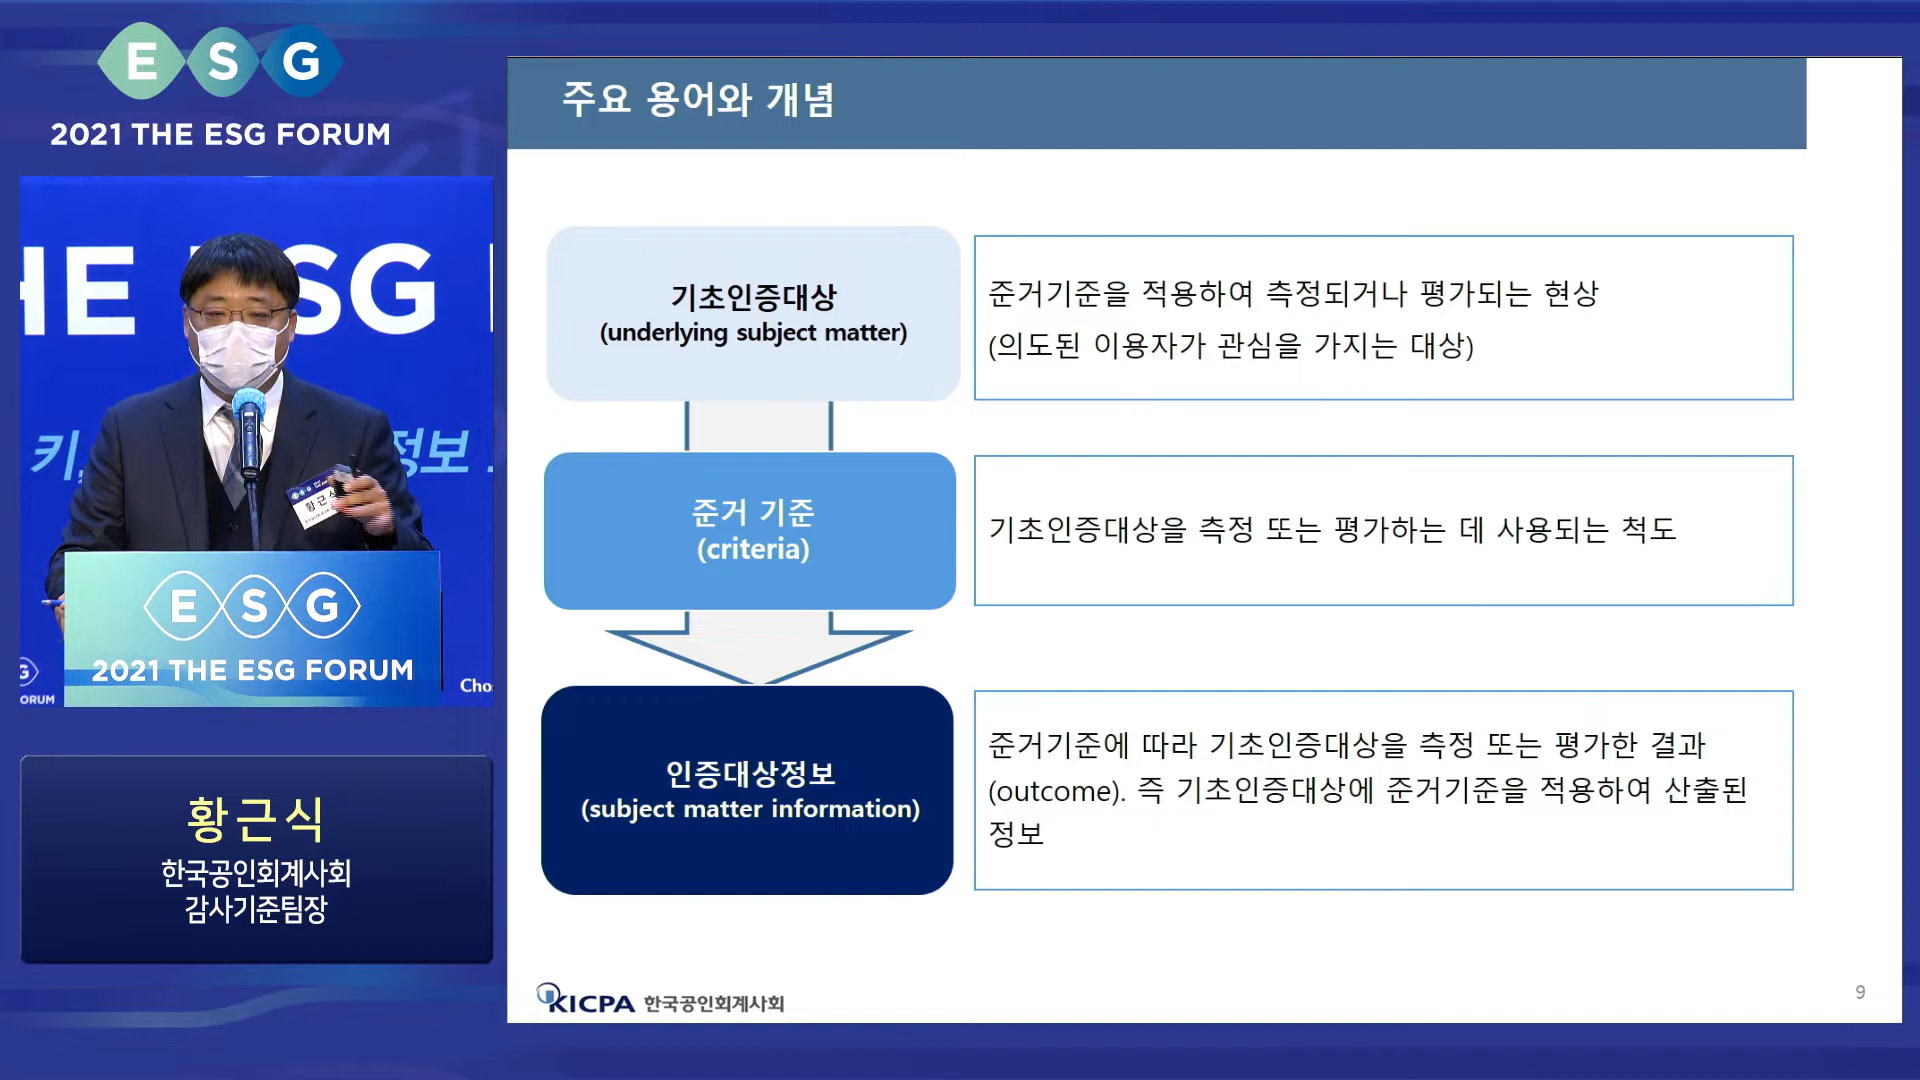 E S G
2021 THE ESG FORUM
HE ESG
키
정보
황근식
E S G
2021 THE ESG FORUM
G
ORUM
Cho
황근식
한국공인회계사회
감사기준팀장
주요 용어와 개념
기초인증대상
(underlying subject matter)
준거기준을 적용하여 측정되거나 평가되는 현상
(의도된 이용자가 관심을 가지는 대상)
준거 기준
(criteria)
기초인증대상을 측정 또는 평가하는 데 사용되는 척도
인증대상정보
(subject matter information)
준거기준에 따라 기초인증대상을 측정 또는 평가한 결과
(outcome). 즉 기초인증대상에 준거기준을 적용하여 산출된
정보
KICPA 한국공인회계사회
9